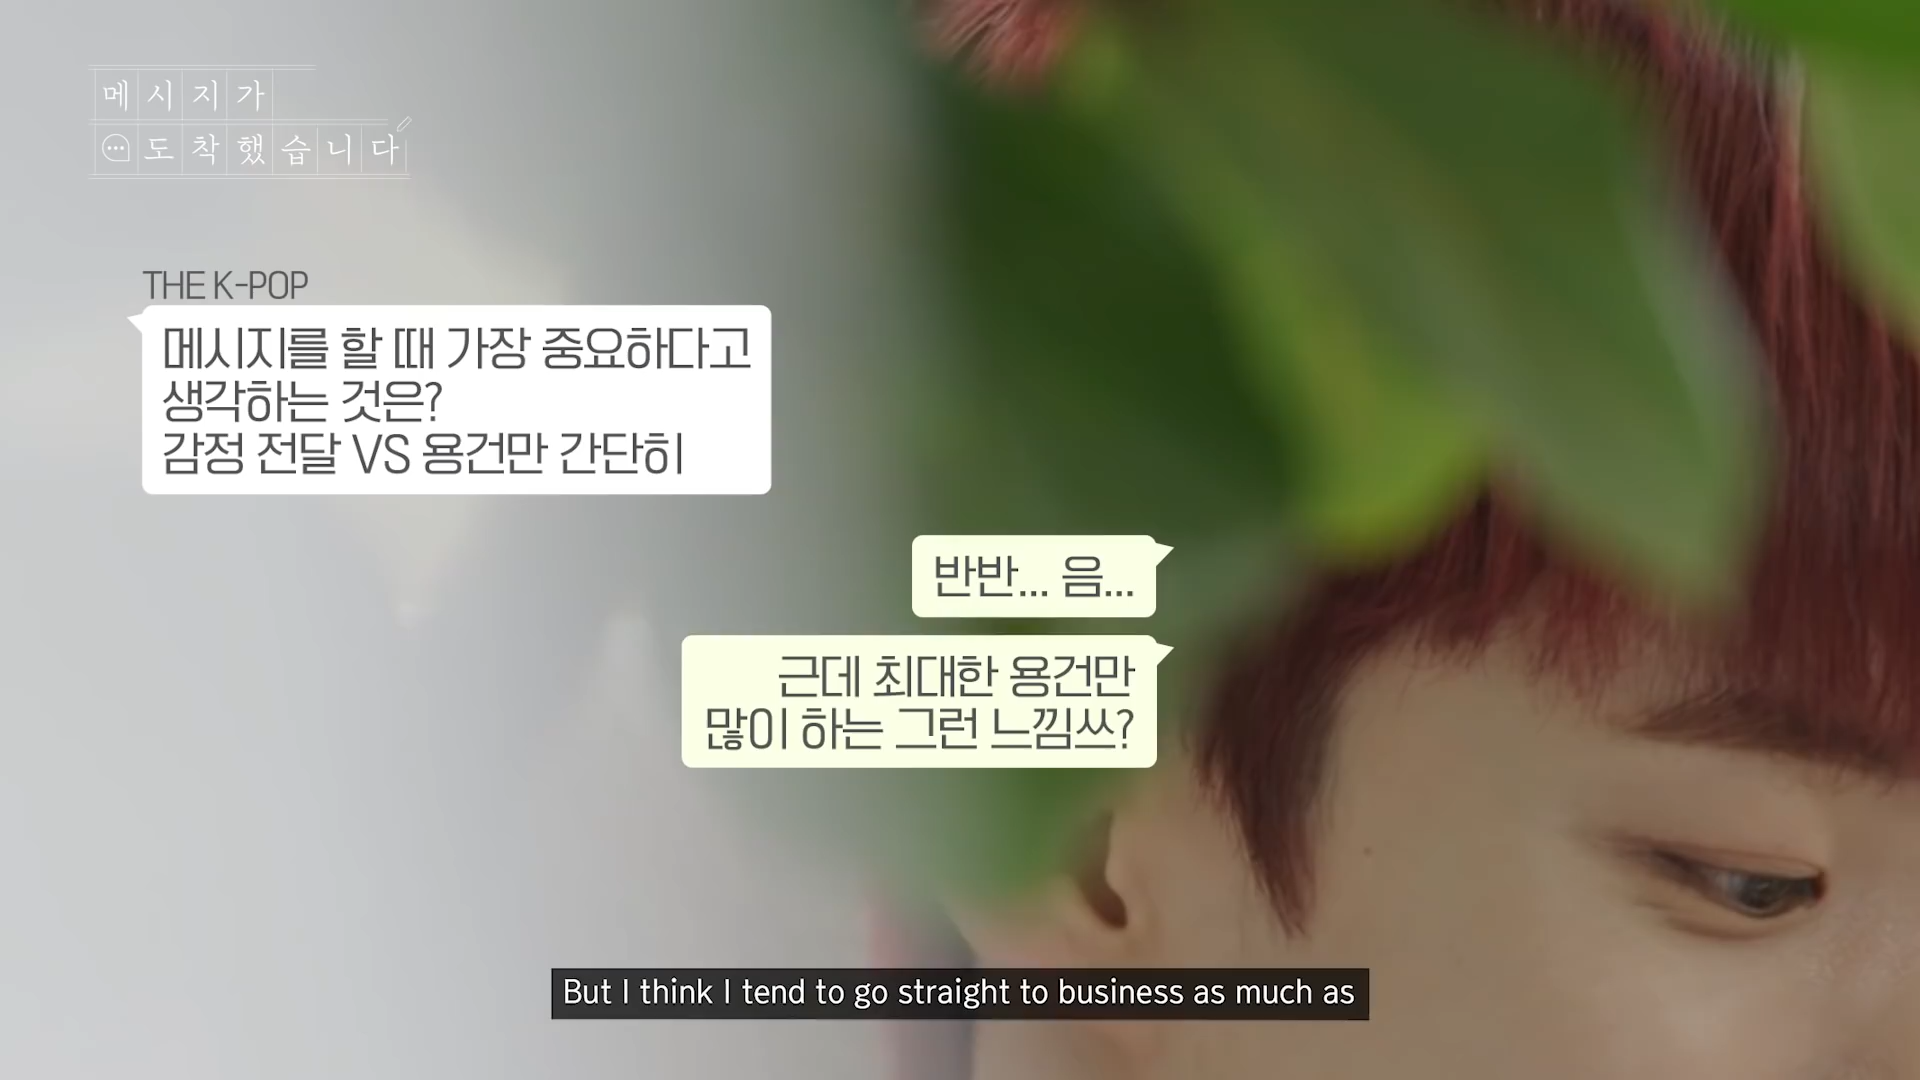 메시지가
도착했습니다
THE K-POP
메시지를 할 때 가장 중요하다고
생각하는 것은?
감정 전달 VS 용건만 간단히
반반... 음...
근데 최대한 용건만
많이 하는 그런 느낌쓰?
But I think I tend to go straight to business as much as